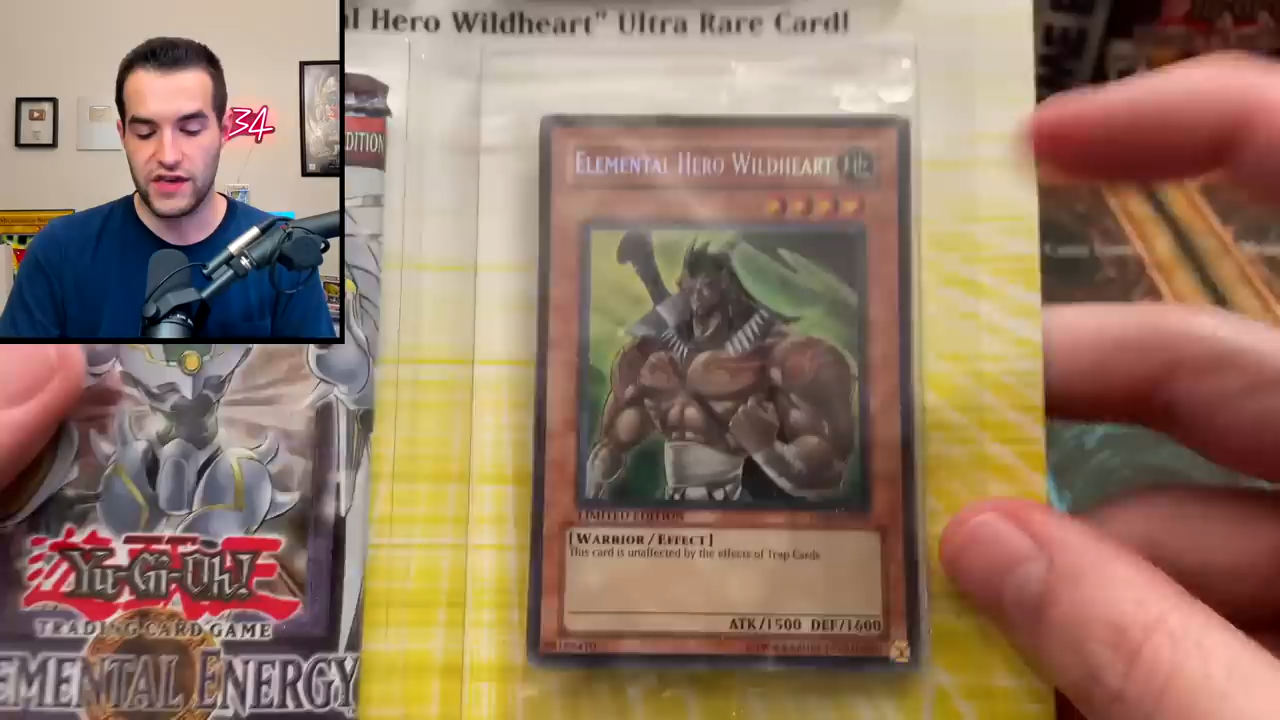 l Hero Wildheart" Ultra Rare Card!
34
EDITION
ELEMENTAL HERO WILDHEART
LIMITED EDITION
[WARRIOR/EFFECT]
This card is unaffected by the effects of Trap Cards.
ATK/1500 DEF/1600
Yu-Gi-Oh!
TRADING CARD GAME
EMENTAL ENERGY